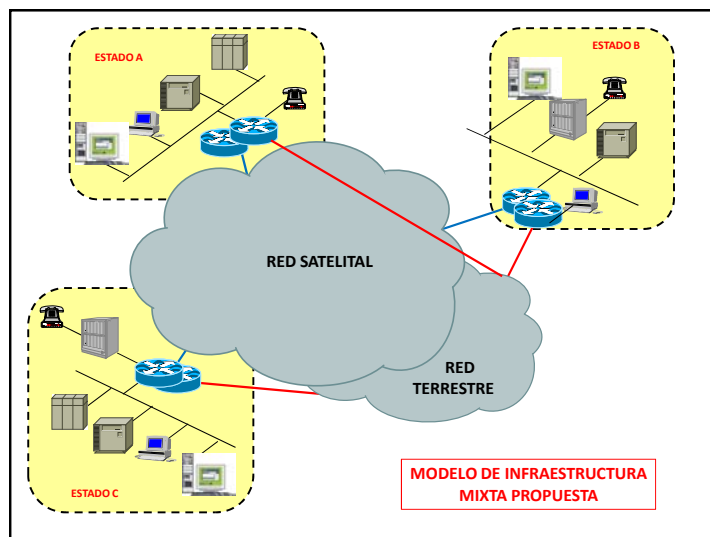 ESTADO A
ESTADO B
RED SATELITAL
RED
TERRESTRE
ESTADO C
MODELO DE INFRAESTRUCTURA
MIXTA PROPUESTA